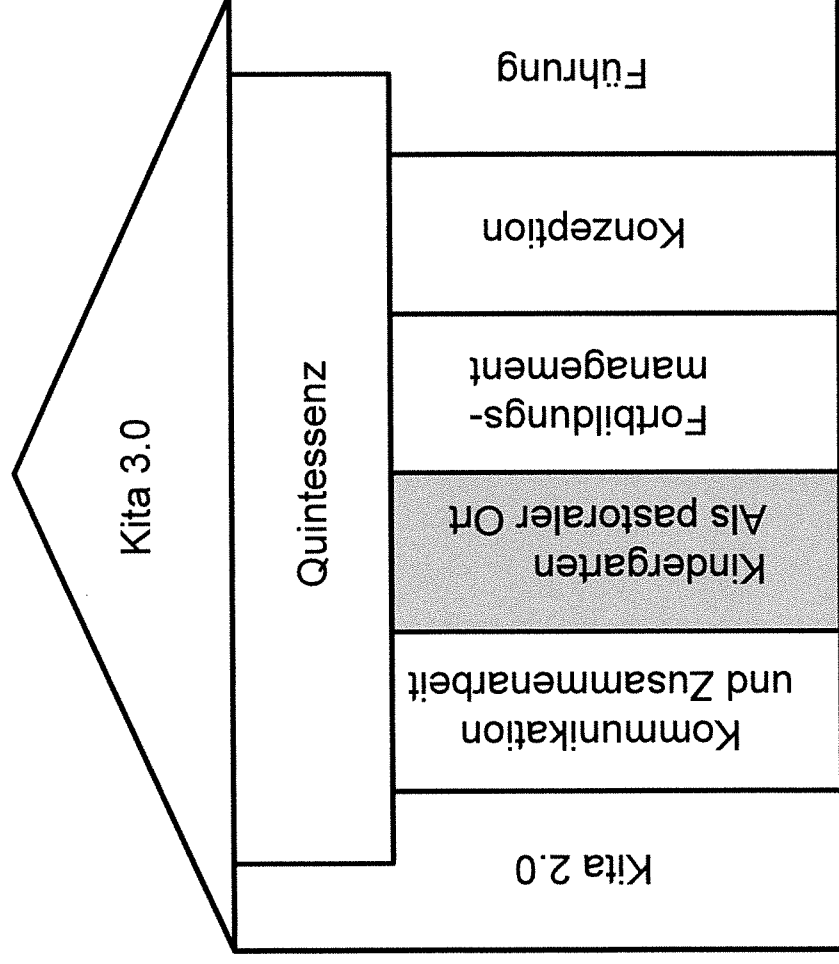 Kita 3.0
Quintessenz
Kita 2.0
Kommunikation
und Zusammenarbeit
Kindergarten
Als pastoraler Ort
Fortbildungs-
management
Konzeption
Führung